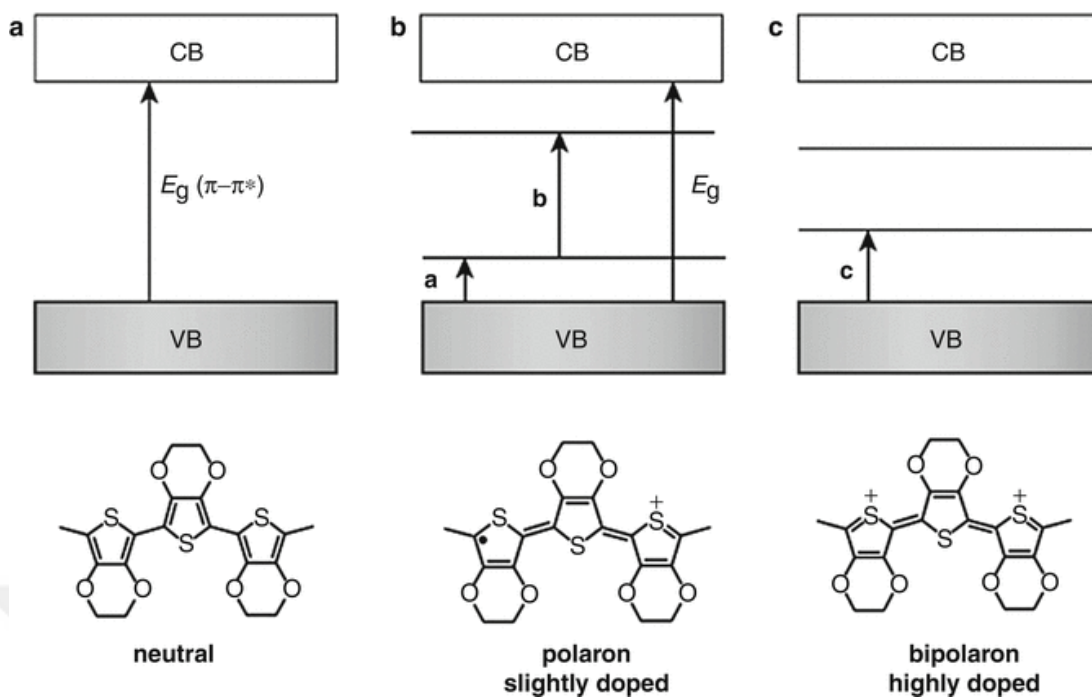 a
CB
Eg (π–π*)
VB
b
CB
b
Eg
a
VB
c
CB
c
VB
S
S
S
O
O
O
O
O
O
neutral
S
S
S
+
O
O
O
O
O
O
polaron
slightly doped
S
+
S
S
+
O
O
O
O
O
O
bipolaron
highly doped